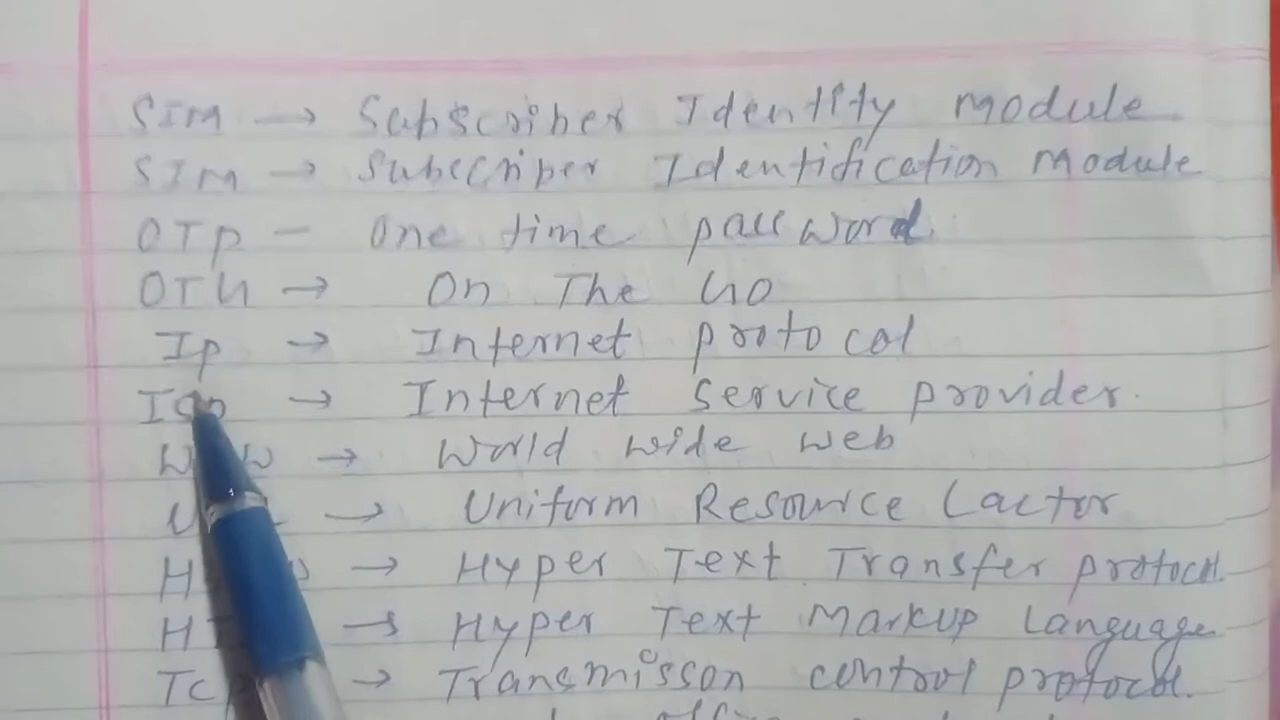 SIM → Subscriber Identity Module
SIM → Subscriber Identification Module
OTP - One time password.
OTG → On The Go
Ip → Internet protocol
ISp → Internet Service provider.
→ World wide web
→ Uniform Resource Lactor
→ Hyper Text Transfer protocol.
→ Hyper Text Markup Language
TCP → Transmisson control protocol.